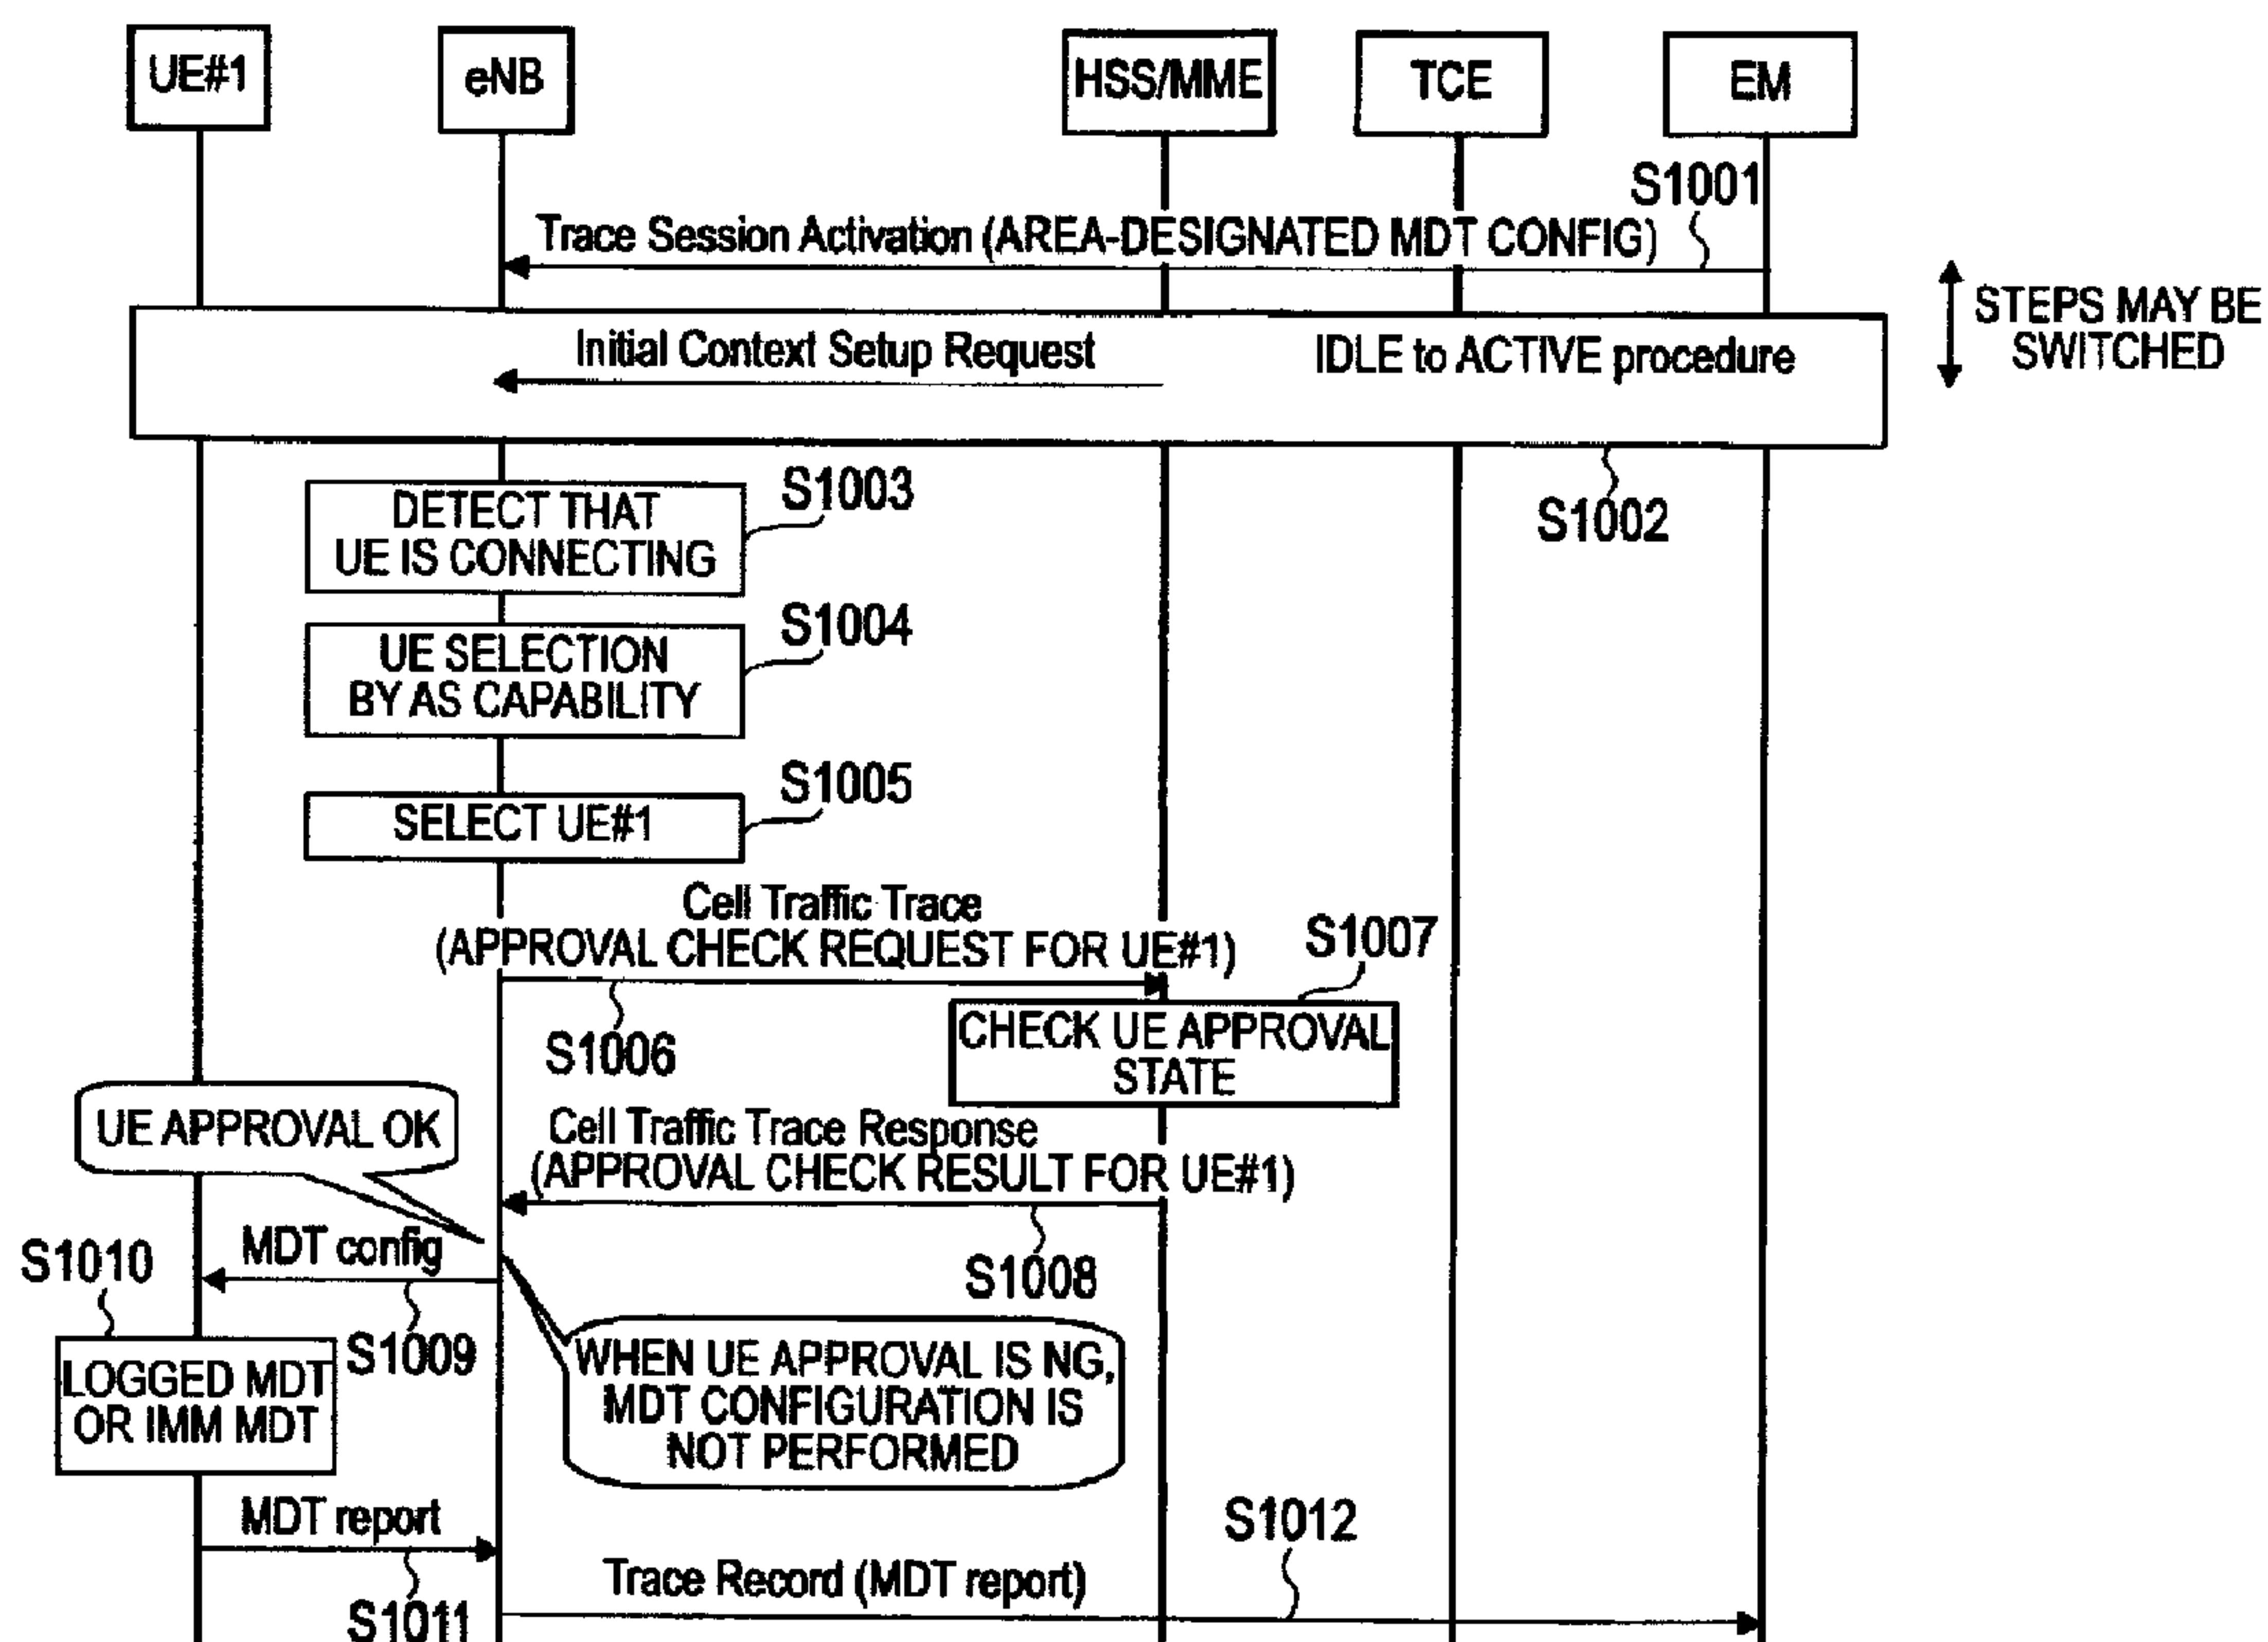 UE#1
eNB
HSS/MME
TCE
EM
S1001
Trace Session Activation (AREA-DESIGNATED MDT CONFIG)
STEPS MAY BE
SWITCHED
Initial Context Setup Request
IDLE to ACTIVE procedure
S1002
DETECT THAT
UE IS CONNECTING
S1003
UE SELECTION
BY AS CAPABILITY
S1004
SELECT UE#1
S1005
Cell Traffic Trace
(APPROVAL CHECK REQUEST FOR UE#1)
S1006
S1007
CHECK UE APPROVAL
STATE
UE APPROVAL OK
Cell Traffic Trace Response
(APPROVAL CHECK RESULT FOR UE#1)
S1008
MDT config
S1009
S1010
LOGGED MDT
OR IMM MDT
WHEN UE APPROVAL IS NG,
MDT CONFIGURATION IS
NOT PERFORMED
MDT report
S1011
S1012
Trace Record (MDT report)